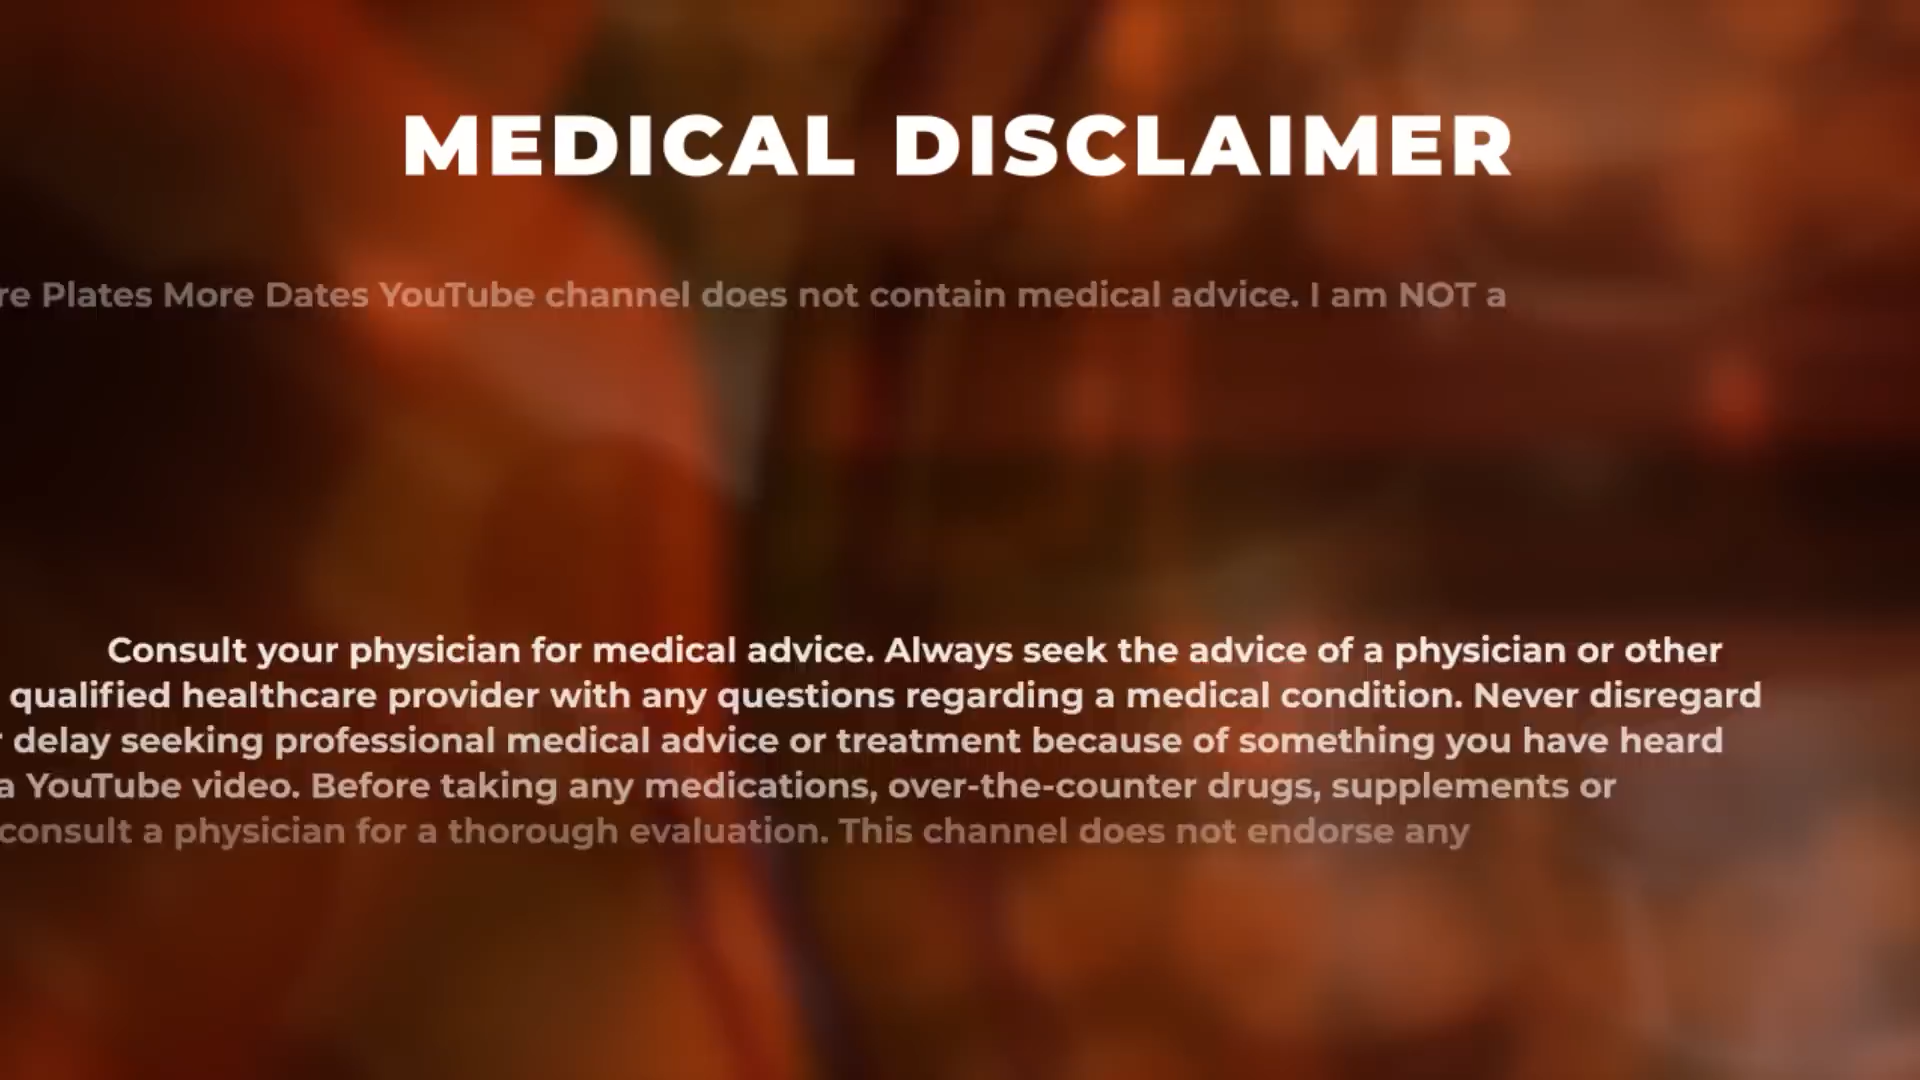 MEDICAL DISCLAIMER
re Plates More Dates YouTube channel does not contain medical advice. I am NOT a
Consult your physician for medical advice. Always seek the advice of a physician or other
qualified healthcare provider with any questions regarding a medical condition. Never disregard
delay seeking professional medical advice or treatment because of something you have heard
a YouTube video. Before taking any medications, over-the-counter drugs, supplements or
consult a physician for a thorough evaluation. This channel does not endorse any